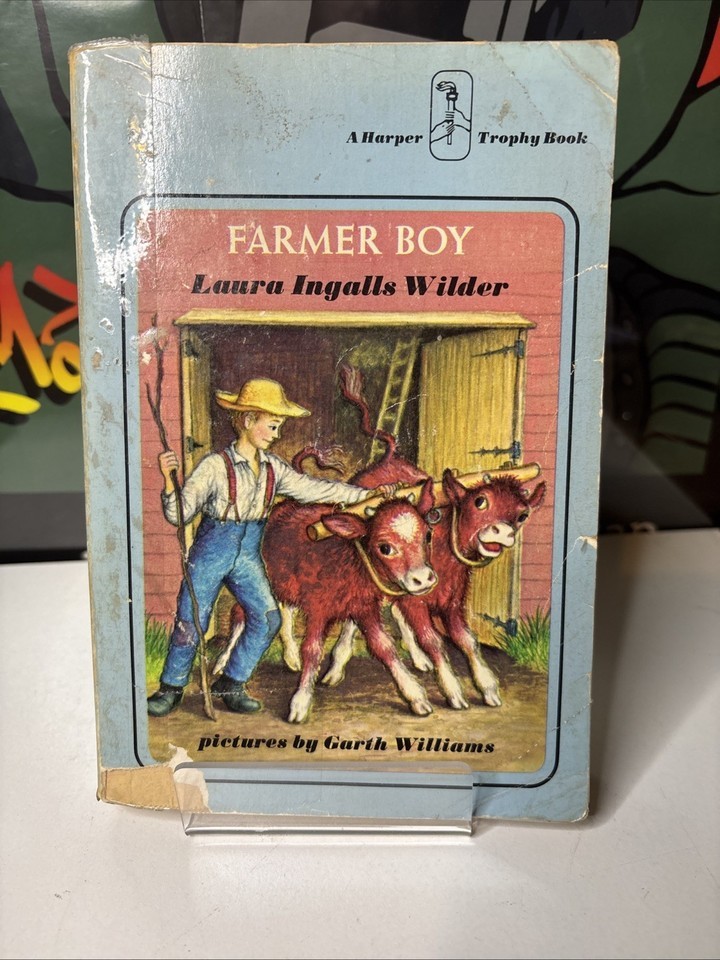 A Harper Trophy Book
FARMER BOY
Laura Ingalls Wilder
pictures by Garth Williams